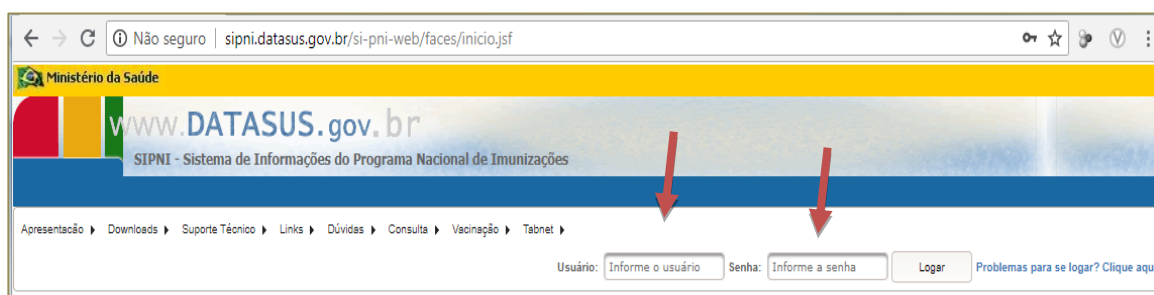 Não seguro | sipni.datasus.gov.br/si-pni-web/faces/inicio.jsf
Ministério da Saúde
www.DATASUS.gov.br
SIPNI - Sistema de Informações do Programa Nacional de Imunizações
Apresentacão Downloads Suporte Técnico Links Dúvidas Consulta Vacinação Tabnet
Usuário: Informe o usuário Senha: Informe a senha Logar Problemas para se logar? Clique aqu